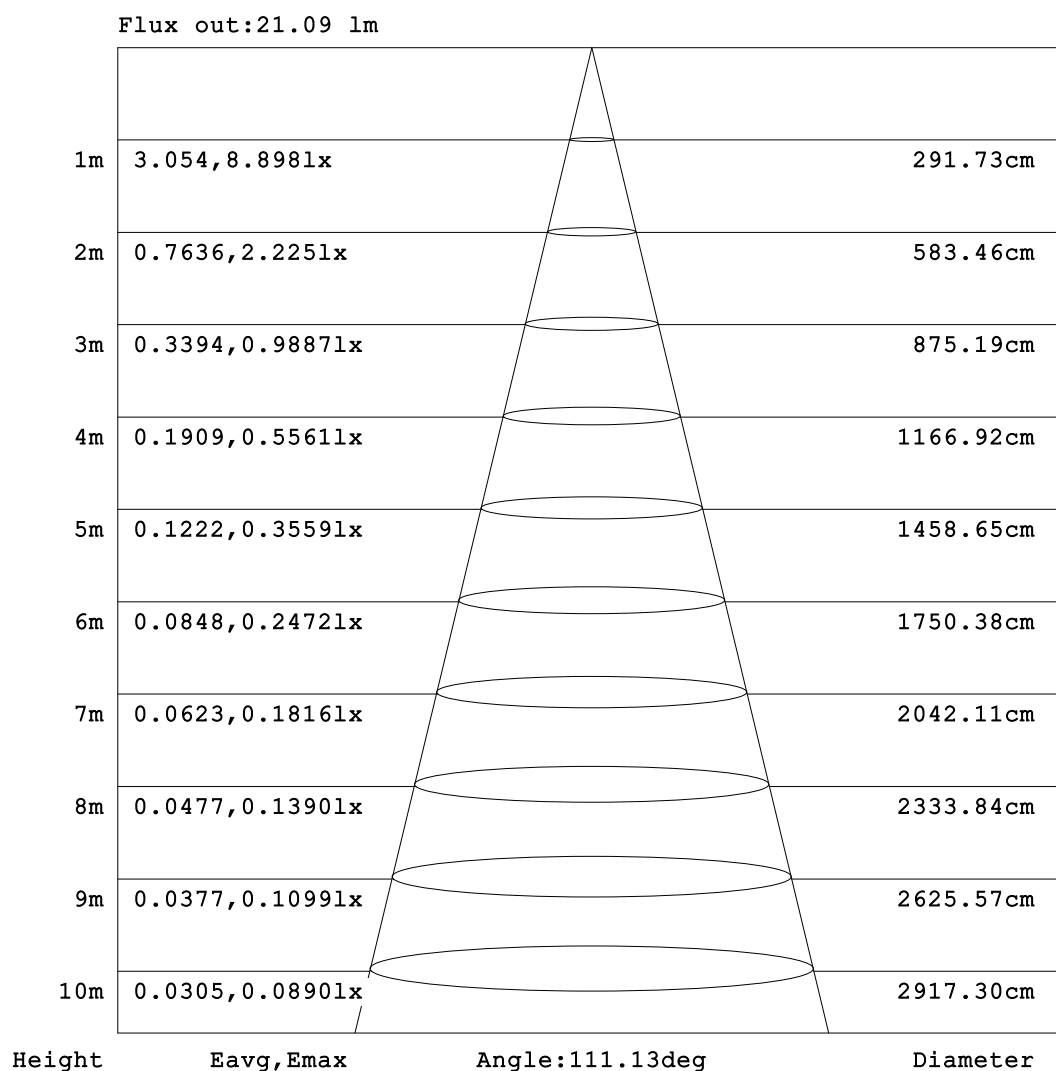 Flux out:21.09 lm
1m 3.054,8.898lx 291.73cm
2m 0.7636,2.225lx 583.46cm
3m 0.3394,0.9887lx 875.19cm
4m 0.1909,0.5561lx 1166.92cm
5m 0.1222,0.3559lx 1458.65cm
6m 0.0848,0.2472lx 1750.38cm
7m 0.0623,0.1816lx 2042.11cm
8m 0.0477,0.1390lx 2333.84cm
9m 0.0377,0.1099lx 2625.57cm
10m 0.0305,0.0890lx 2917.30cm
Height Eavg,Emax Angle:111.13deg Diameter